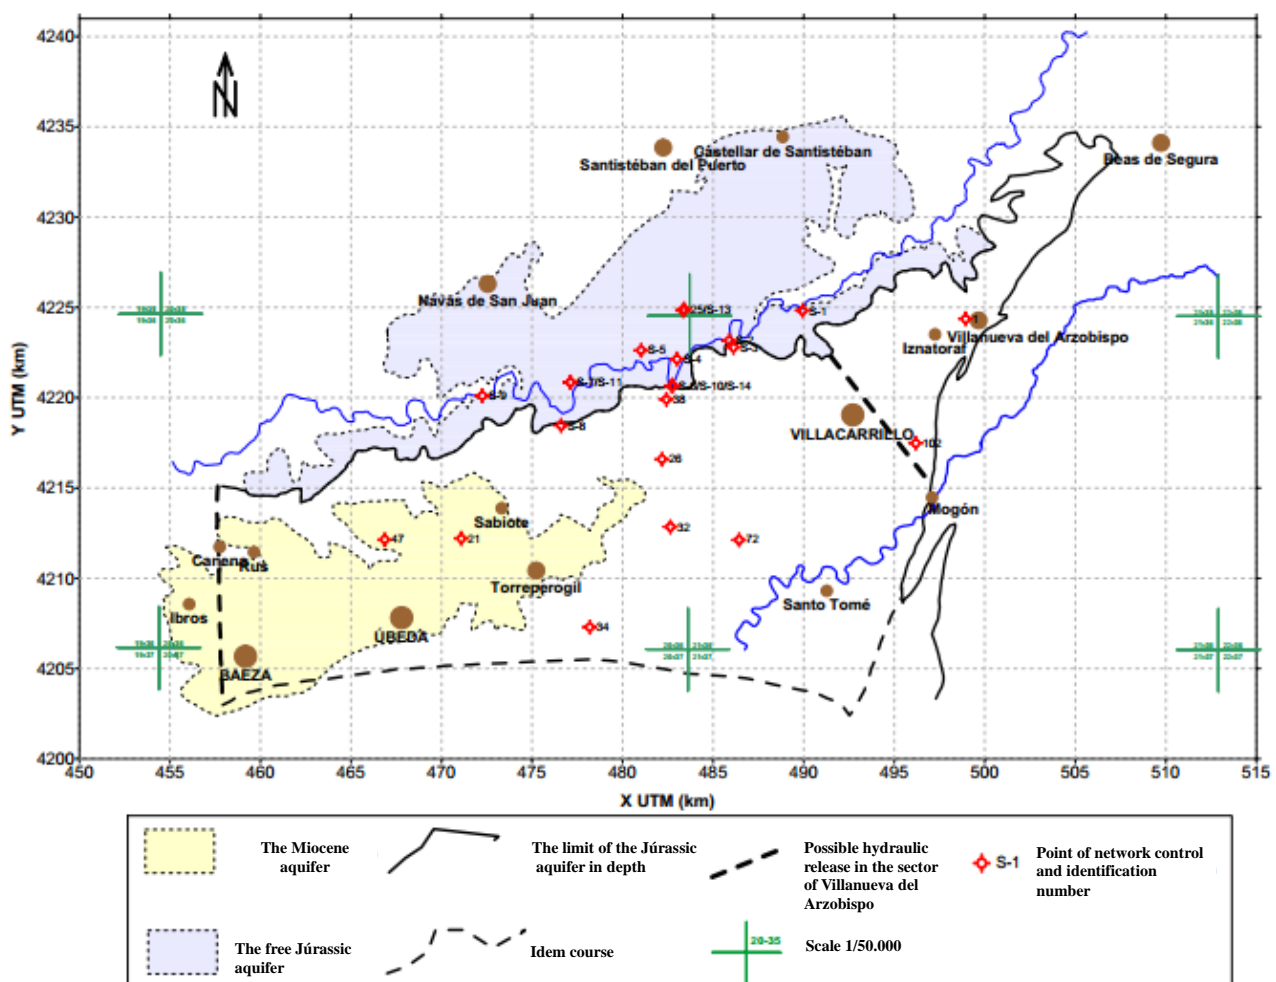 4240
N
4235
Castellar de Santistéban
Santistéban del Puerto
Beas de Segura
4230
Navás de San Juan
4225
25/S-13
S-1
1
Villanueva del Arzobispo
Iznatoraf
S-3
S-5
S-4
S-7/S-11
S-9
4220
38
S-8
VILLACARRILLO
102
26
4215
Mogón
Sabiote
32
47
21
72
Canena
Rus
4210
Torreperogil
Santo Tomé
Ibros
34
ÚBEDA
4205
BAEZA
4200
Y UTM (km)
450 455 460 465 470 475 480 485 490 495 500 505 510 515
X UTM (km)
The Miocene
aquifer
The limit of the Júrassic
aquifer in depth
Possible hydraulic
release in the sector
of Villanueva del
Arzobispo
S-1
Point of network control
and identification
number
The free Júrassic
aquifer
Idem course
20-35
Scale 1/50.000